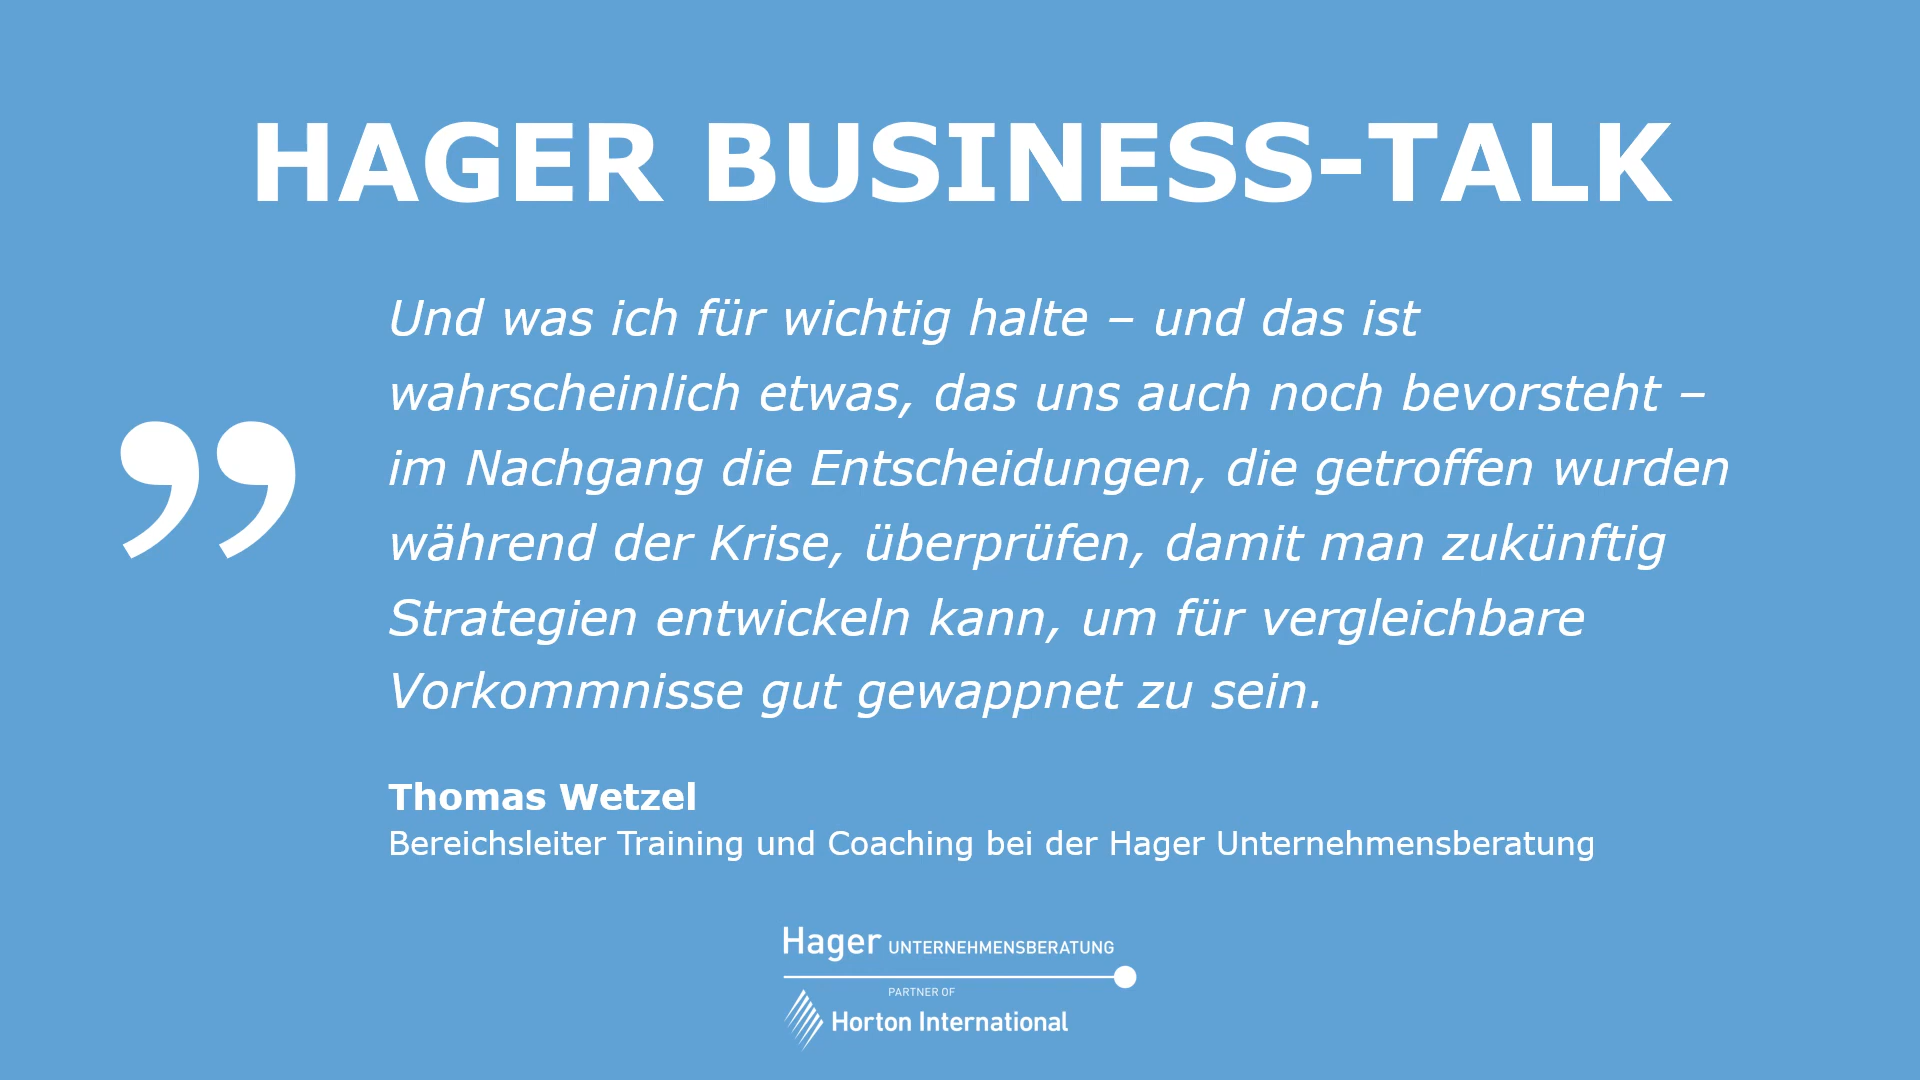 HAGER BUSINESS-TALK
”
Und was ich für wichtig halte – und das ist
wahrscheinlich etwas, das uns auch noch bevorsteht –
im Nachgang die Entscheidungen, die getroffen wurden
während der Krise, überprüfen, damit man zukünftig
Strategien entwickeln kann, um für vergleichbare
Vorkommnisse gut gewappnet zu sein.
Thomas Wetzel
Bereichsleiter Training und Coaching bei der Hager Unternehmensberatung
Hager UNTERNEHMENSBERATUNG
PARTNER OF
Horton International